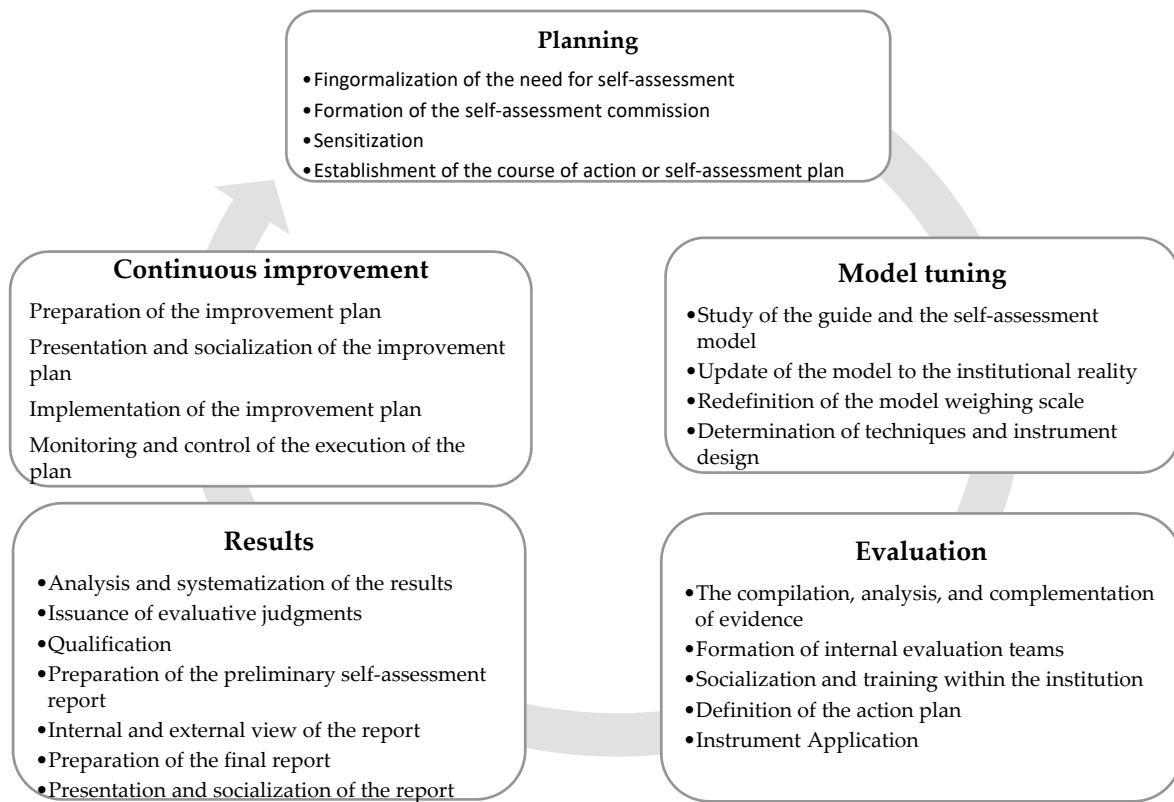 Planning
•Fingormalization of the need for self-assessment
•Formation of the self-assessment commission
•Sensitization
•Establishment of the course of action or self-assessment plan
Model tuning
•Study of the guide and the self-assessment
model
•Update of the model to the institutional reality
•Redefinition of the model weighing scale
•Determination of techniques and instrument
design
Evaluation
•The compilation, analysis, and complementation
of evidence
•Formation of internal evaluation teams
•Socialization and training within the institution
•Definition of the action plan
•Instrument Application
Results
•Analysis and systematization of the results
•Issuance of evaluative judgments
•Qualification
•Preparation of the preliminary self-assessment
report
•Internal and external view of the report
•Preparation of the final report
•Presentation and socialization of the report
Continuous improvement
Preparation of the improvement plan
Presentation and socialization of the improvement
plan
Implementation of the improvement plan
Monitoring and control of the execution of the
plan